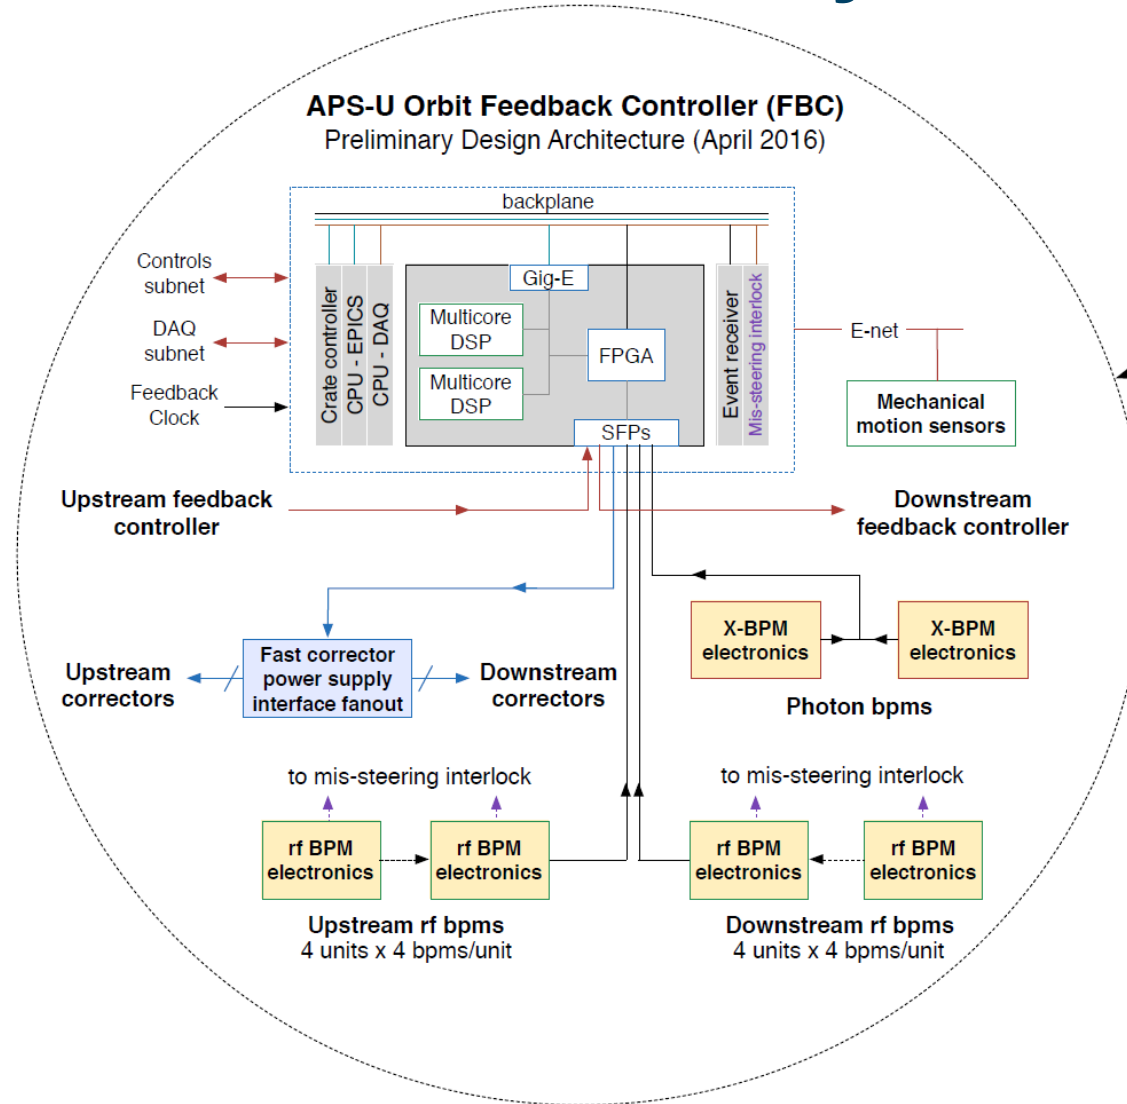 APS-U Orbit Feedback Controller (FBC)
Preliminary Design Architecture (April 2016)
backplane
Controls
subnet
DAQ
subnet
Feedback
Clock
Crate controller
CPU - EPICS
CPU - DAQ
Gig-E
Multicore
DSP
Multicore
DSP
FPGA
SFPs
Event receiver
Mis-steering interlock
E-net
Mechanical
motion sensors
Upstream feedback
controller
Downstream
feedback controller
X-BPM
electronics
X-BPM
electronics
Photon bpms
Upstream
correctors
Fast corrector
power supply
interface fanout
Downstream
correctors
to mis-steering interlock
to mis-steering interlock
rf BPM
electronics
rf BPM
electronics
rf BPM
electronics
rf BPM
electronics
Upstream rf bpms
4 units x 4 bpms/unit
Downstream rf bpms
4 units x 4 bpms/unit